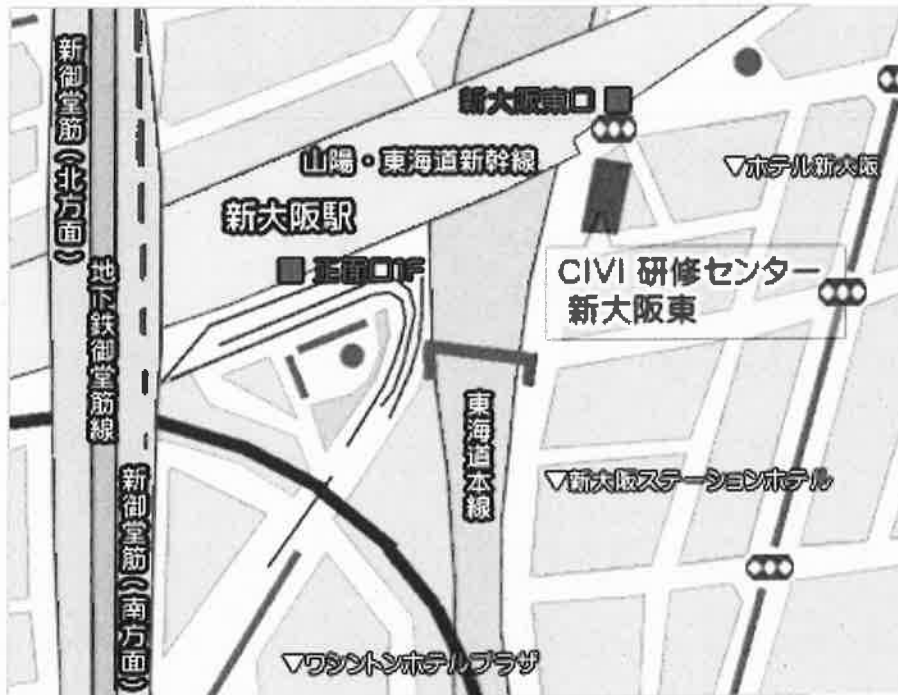 新御堂筋(北方面)
新大阪東口
山陽・東海道新幹線
▼ホテル新大阪
新大阪駅
正面口1F
CIVI 研修センター
新大阪東
地下鉄御堂筋線
東海道本線
新御堂筋(南方面)
▼新大阪ステーションホテル
▼ワシントンホテルプラザ